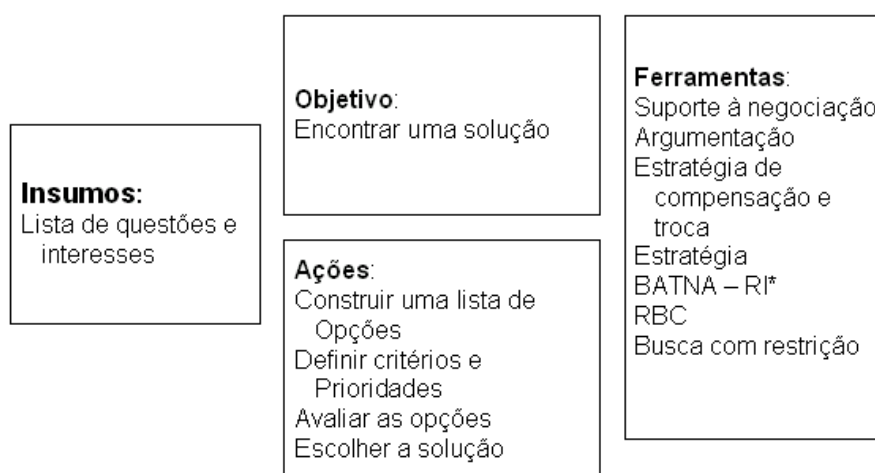 Insumos:
Lista de questões e
interesses
Objetivo:
Encontrar uma solução
Ações:
Construir uma lista de
Opções
Definir critérios e
Prioridades
Avaliar as opções
Escolher a solução
Ferramentas:
Suporte à negociação
Argumentação
Estratégia de
compensação e
troca
Estratégia
BATNA – RI*
RBC
Busca com restrição